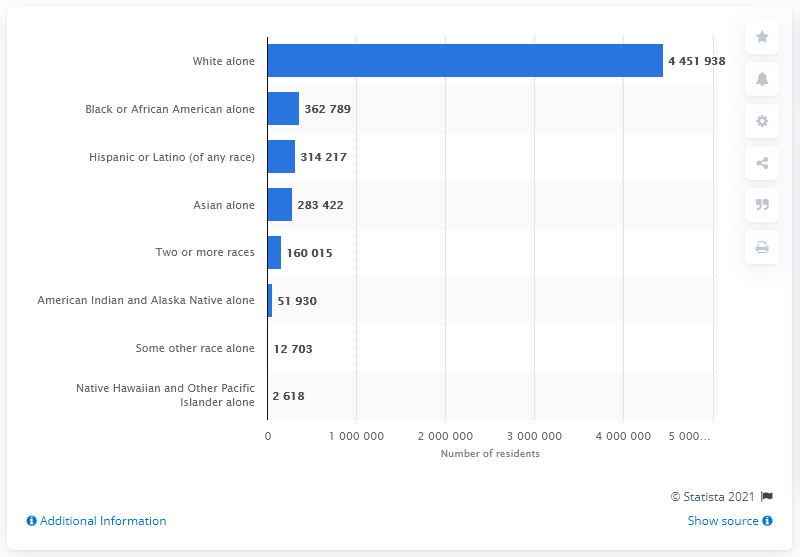 White alone
4 451 938
Black or African American alone
362 789
Hispanic or Latino (of any race)
314 217
Asian alone
283 422
Two or more races
160 015
American Indian and Alaska Native alone
51 930
Some other race alone
12 703
Native Hawaiian and Other Pacific
Islander alone
2 618
0
1 000 000
2 000 000
3 000 000
4 000 000
5 000...
Number of residents
© Statista 2021
Additional Information
Show source